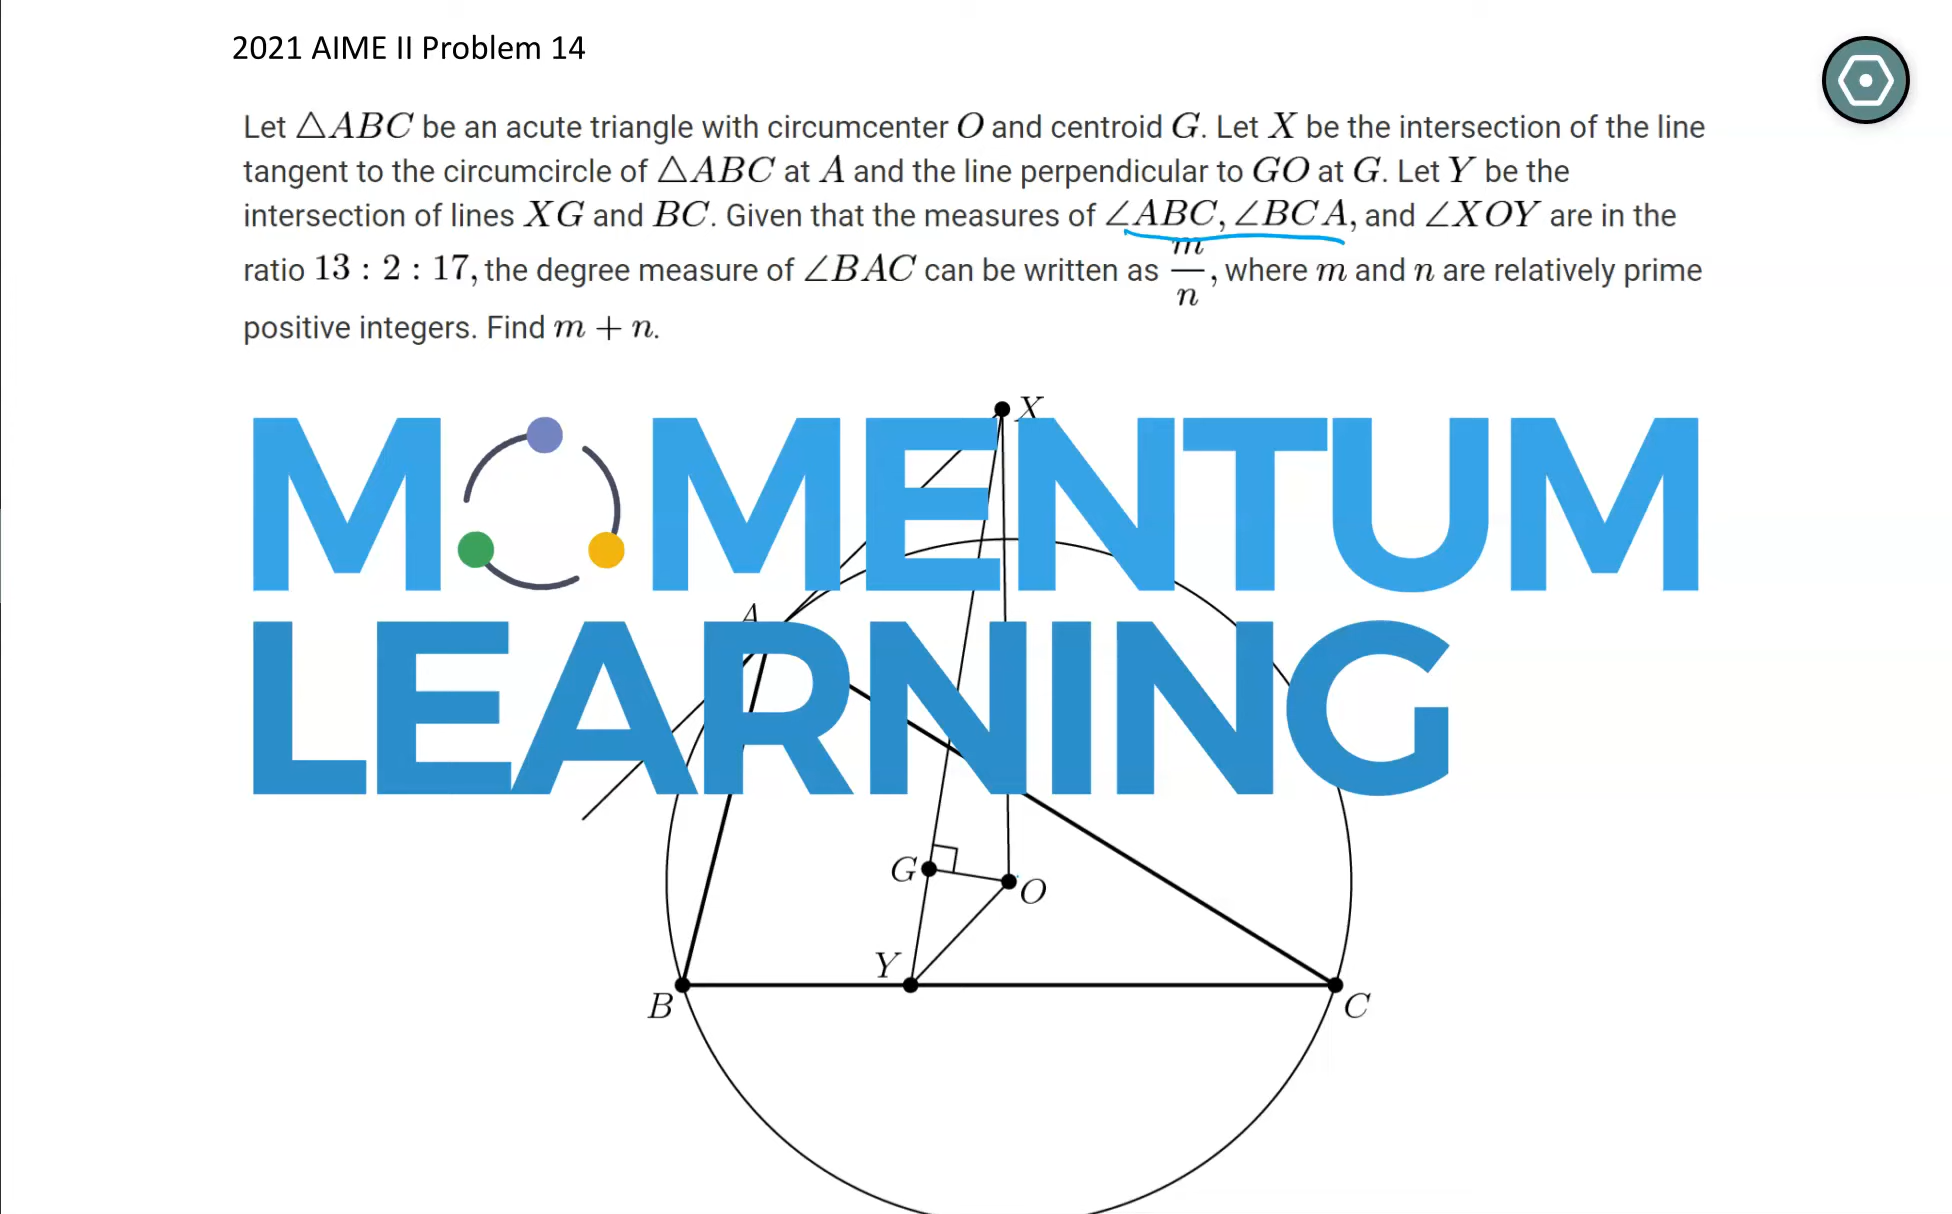 2021 AIME II Problem 14
Let △ABC be an acute triangle with circumcenter O and centroid G. Let X be the intersection of the line
tangent to the circumcircle of △ABC at A and the line perpendicular to GO at G. Let Y be the
intersection of lines XG and BC. Given that the measures of ∠ABC, ∠BCA, and ∠XOY are in the
ratio 13 : 2 : 17, the degree measure of ∠BAC can be written as m/n, where m and n are relatively prime
positive integers. Find m + n.
X
MOMENTUM
A
LEARNING
G
O
Y
B
C